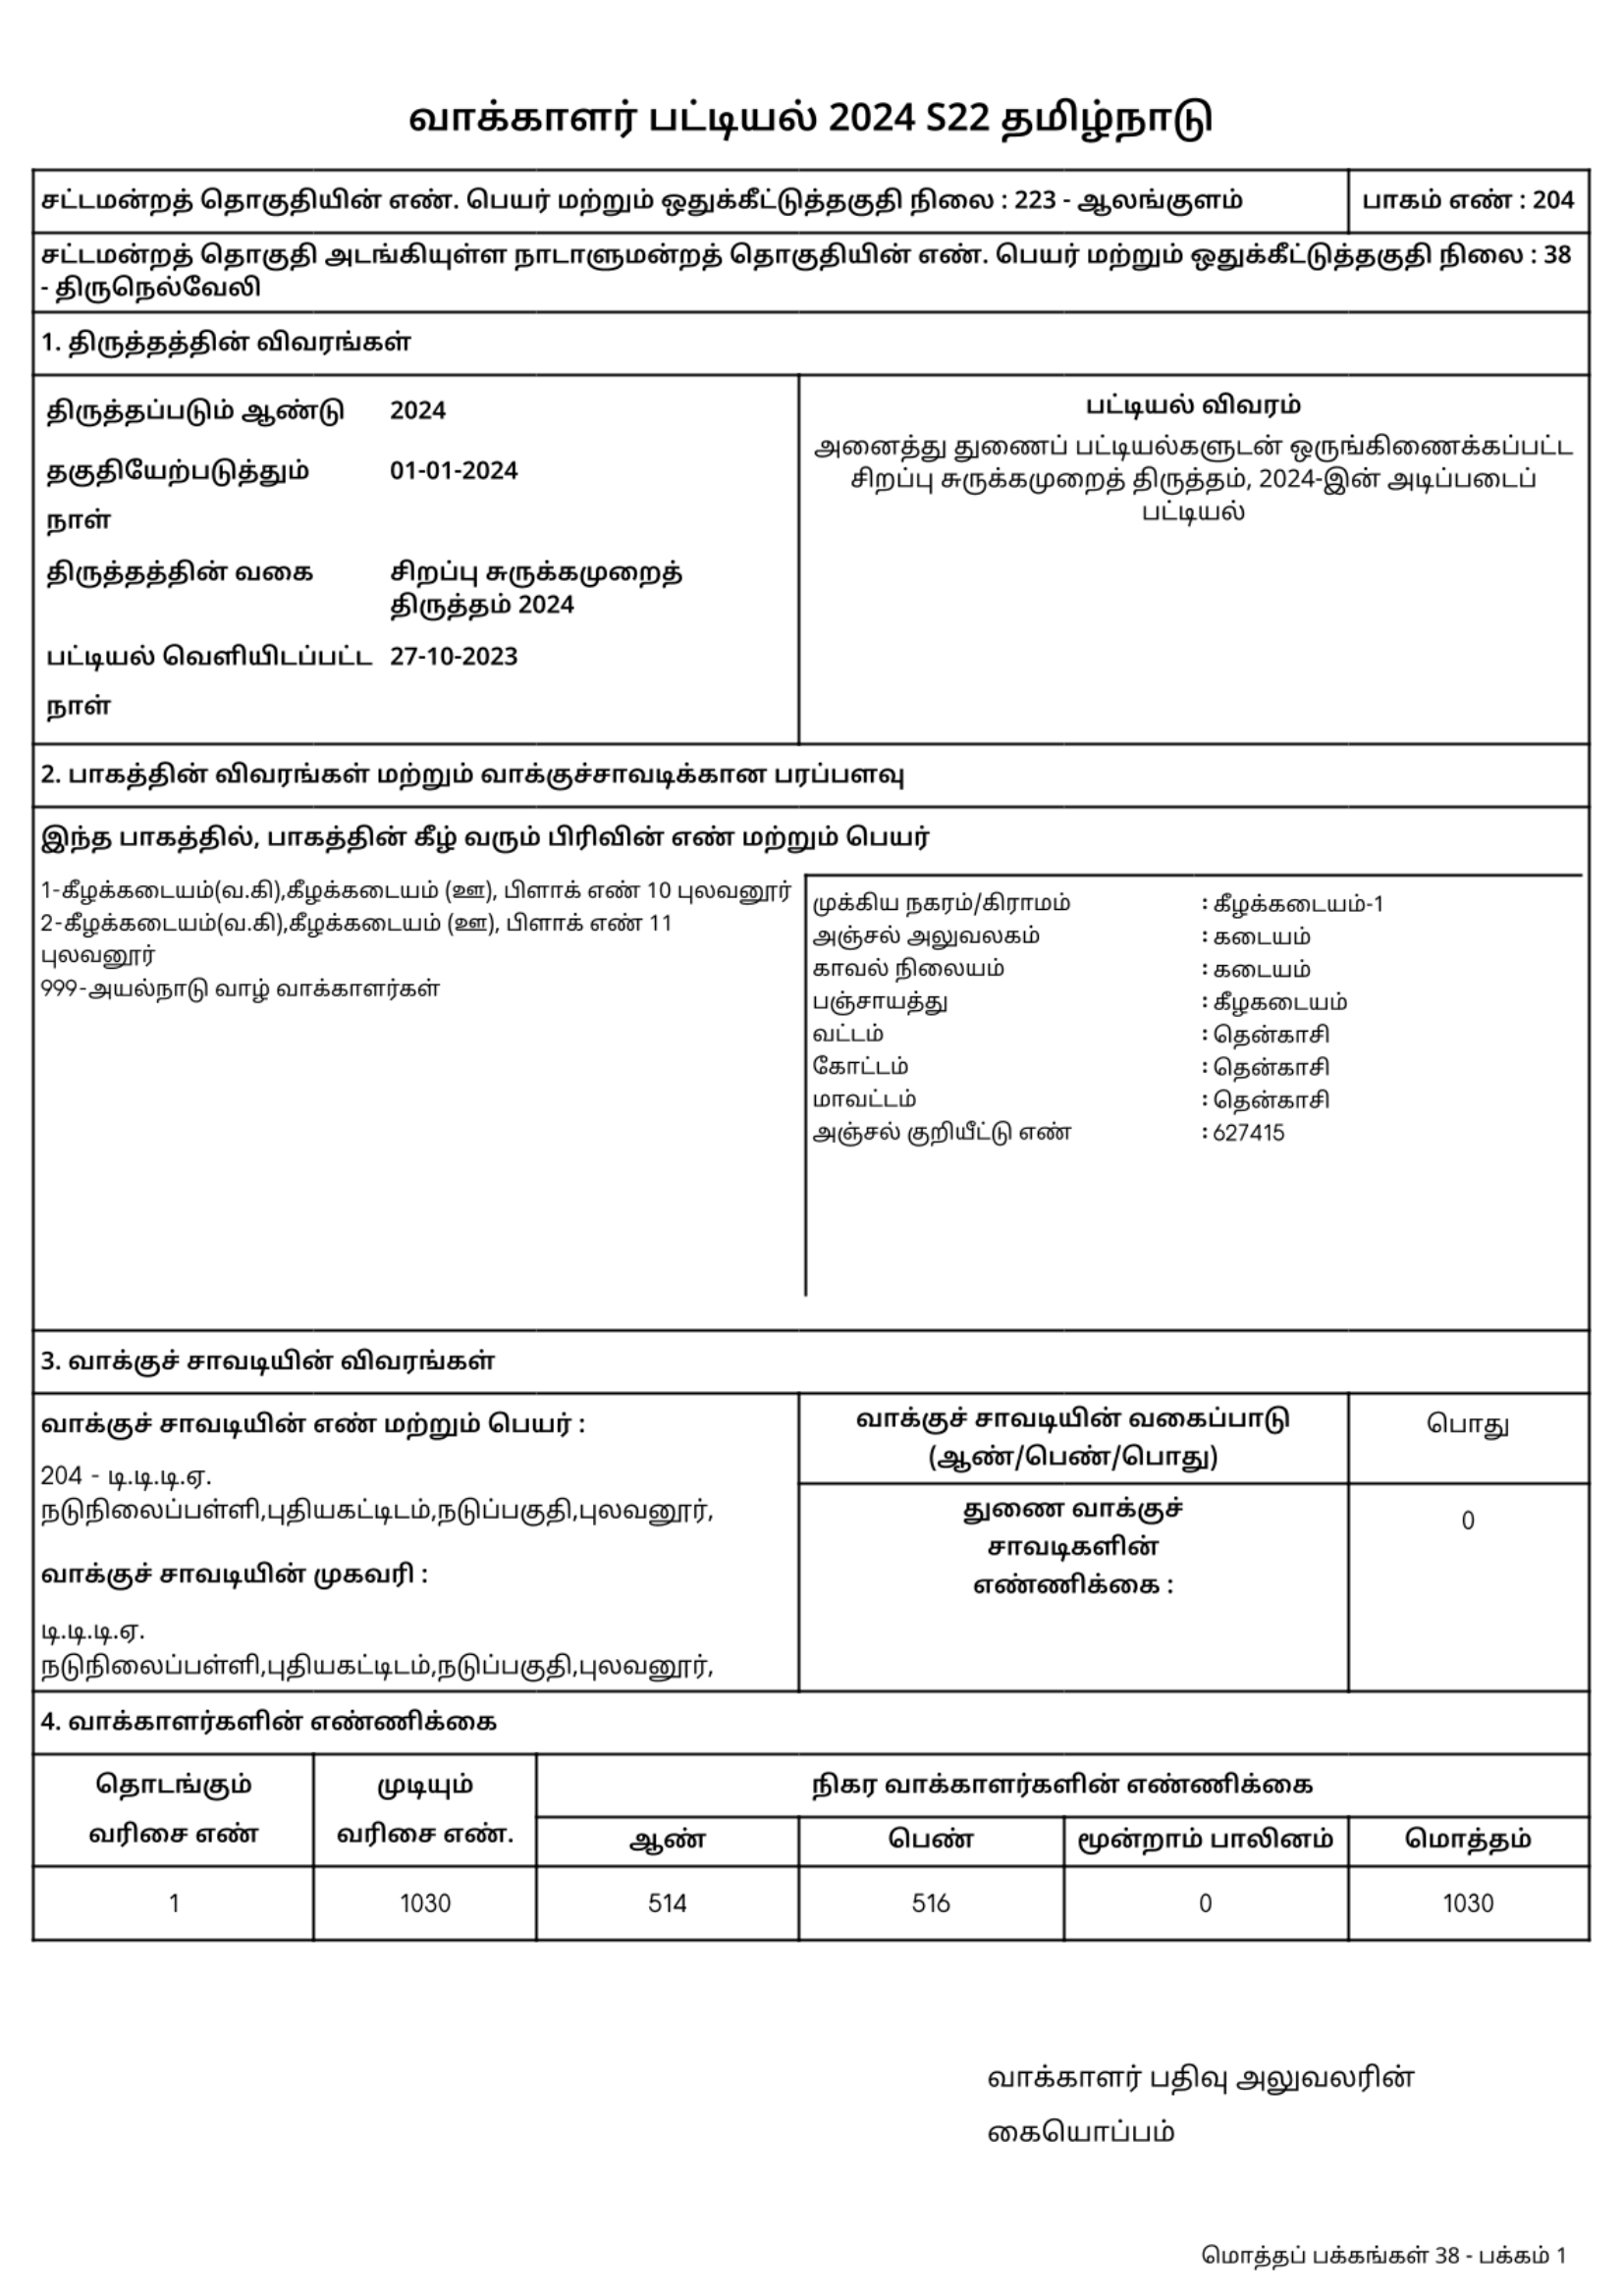 வாக்காளர் பட்டியல் 2024 S22 தமிழ்நாடு
சட்டமன்றத் தொகுதியின் எண். பெயர் மற்றும் ஒதுக்கீட்டுத்தகுதி நிலை : 223 - ஆலங்குளம்
பாகம் எண் : 204
சட்டமன்றத் தொகுதி அடங்கியுள்ள நாடாளுமன்றத் தொகுதியின் எண். பெயர் மற்றும் ஒதுக்கீட்டுத்தகுதி நிலை : 38
- திருநெல்வேலி
1. திருத்தத்தின் விவரங்கள்
திருத்தப்படும் ஆண்டு 2024
தகுதியேற்படுத்தும் 01-01-2024
நாள்
திருத்தத்தின் வகை சிறப்பு சுருக்கமுறைத்
திருத்தம் 2024
பட்டியல் வெளியிடப்பட்ட 27-10-2023
நாள்
பட்டியல் விவரம்
அனைத்து துணைப் பட்டியல்களுடன் ஒருங்கிணைக்கப்பட்ட
சிறப்பு சுருக்கமுறைத் திருத்தம், 2024-இன் அடிப்படைப்
பட்டியல்
2. பாகத்தின் விவரங்கள் மற்றும் வாக்குச்சாவடிக்கான பரப்பளவு
இந்த பாகத்தில், பாகத்தின் கீழ் வரும் பிரிவின் எண் மற்றும் பெயர்
1-கீழக்கடையம்(வ.கி),கீழக்கடையம் (ஊ), பிளாக் எண் 10 புலவனூர்
2-கீழக்கடையம்(வ.கி),கீழக்கடையம் (ஊ), பிளாக் எண் 11
புலவனூர்
999-அயல்நாடு வாழ் வாக்காளர்கள்
முக்கிய நகரம்/கிராமம் : கீழக்கடையம்-1
அஞ்சல் அலுவலகம் : கடையம்
காவல் நிலையம் : கடையம்
பஞ்சாயத்து : கீழகடையம்
வட்டம் : தென்காசி
கோட்டம் : தென்காசி
மாவட்டம் : தென்காசி
அஞ்சல் குறியீட்டு எண் : 627415
3. வாக்குச் சாவடியின் விவரங்கள்
வாக்குச் சாவடியின் எண் மற்றும் பெயர் :
204 - டி.டி.டி.ஏ.
நடுநிலைப்பள்ளி,புதியகட்டிடம்,நடுப்பகுதி,புலவனூர்,
வாக்குச் சாவடியின் முகவரி :
டி.டி.டி.ஏ.
நடுநிலைப்பள்ளி,புதியகட்டிடம்,நடுப்பகுதி,புலவனூர்,
வாக்குச் சாவடியின் வகைப்பாடு
(ஆண்/பெண்/பொது)
பொது
துணை வாக்குச்
சாவடிகளின்
எண்ணிக்கை :
0
4. வாக்காளர்களின் எண்ணிக்கை
தொடங்கும்
வரிசை எண்
முடியும்
வரிசை எண்.
நிகர வாக்காளர்களின் எண்ணிக்கை
ஆண் பெண் மூன்றாம் பாலினம் மொத்தம்
1 1030 514 516 0 1030
வாக்காளர் பதிவு அலுவலரின்
கையொப்பம்
மொத்தப் பக்கங்கள் 38 - பக்கம் 1